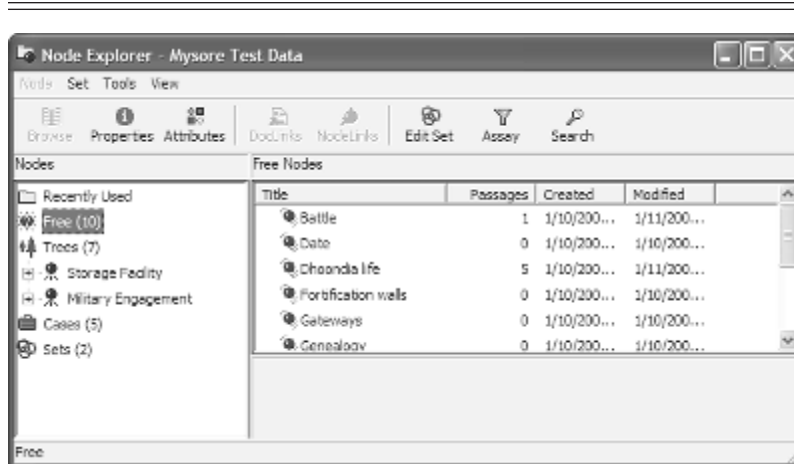 Node Explorer - Mysore Test Data
Node Set Tools View
Browse Properties Attributes DocLinks NodeLinks Edit Set Assay Search
Nodes Free Nodes
Recently Used
Free (10)
Trees (7)
Storage Facility
Military Engagement
Cases (5)
Sets (2)
Title Passages Created Modified
Battle 1 1/10/200... 1/11/200...
Date 0 1/10/200... 1/10/200...
Dhoondia life 5 1/10/200... 1/11/200...
Fortification walls 0 1/10/200... 1/10/200...
Gateways 0 1/10/200... 1/10/200...
Genealogy 0 1/10/200... 1/10/200...
Free